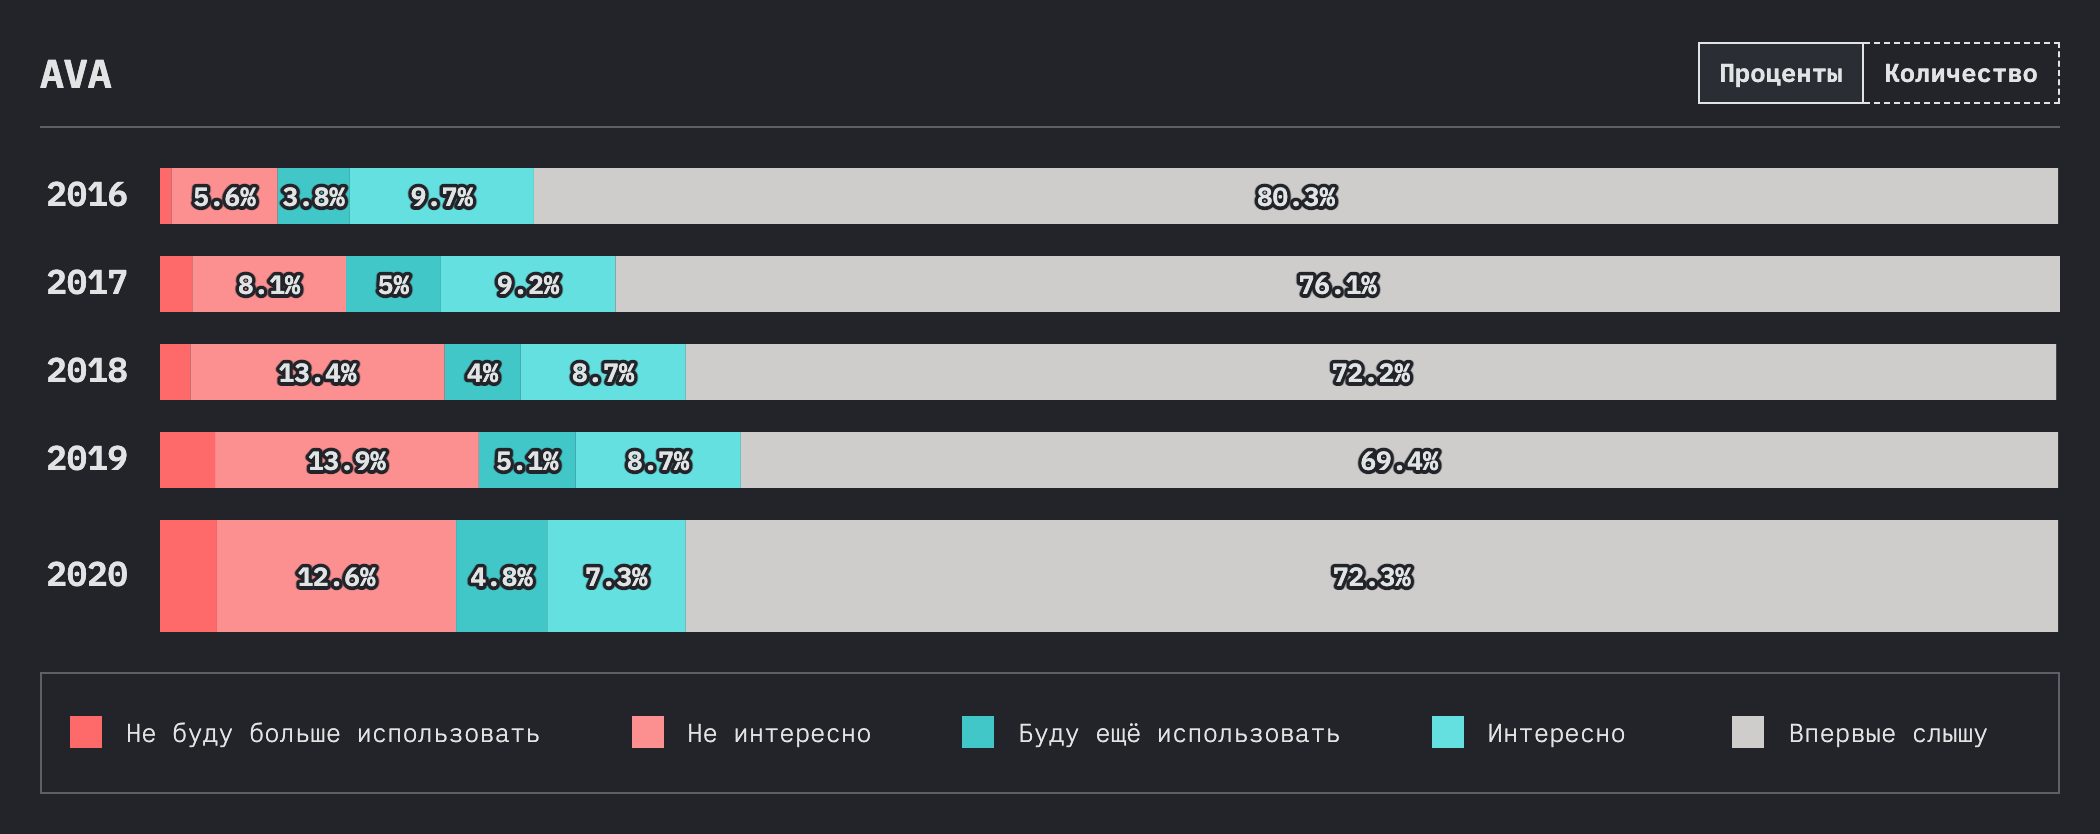 AVA
Проценты Количество
2016 5.6% 3.8% 9.7% 80.3%
2017 8.1% 5% 9.2% 76.1%
2018 13.4% 4% 8.7% 72.2%
2019 13.9% 5.1% 8.7% 69.4%
2020 12.6% 4.8% 7.3% 72.3%
Не буду больше использовать Не интересно Буду ещё использовать Интересно Впервые слышу